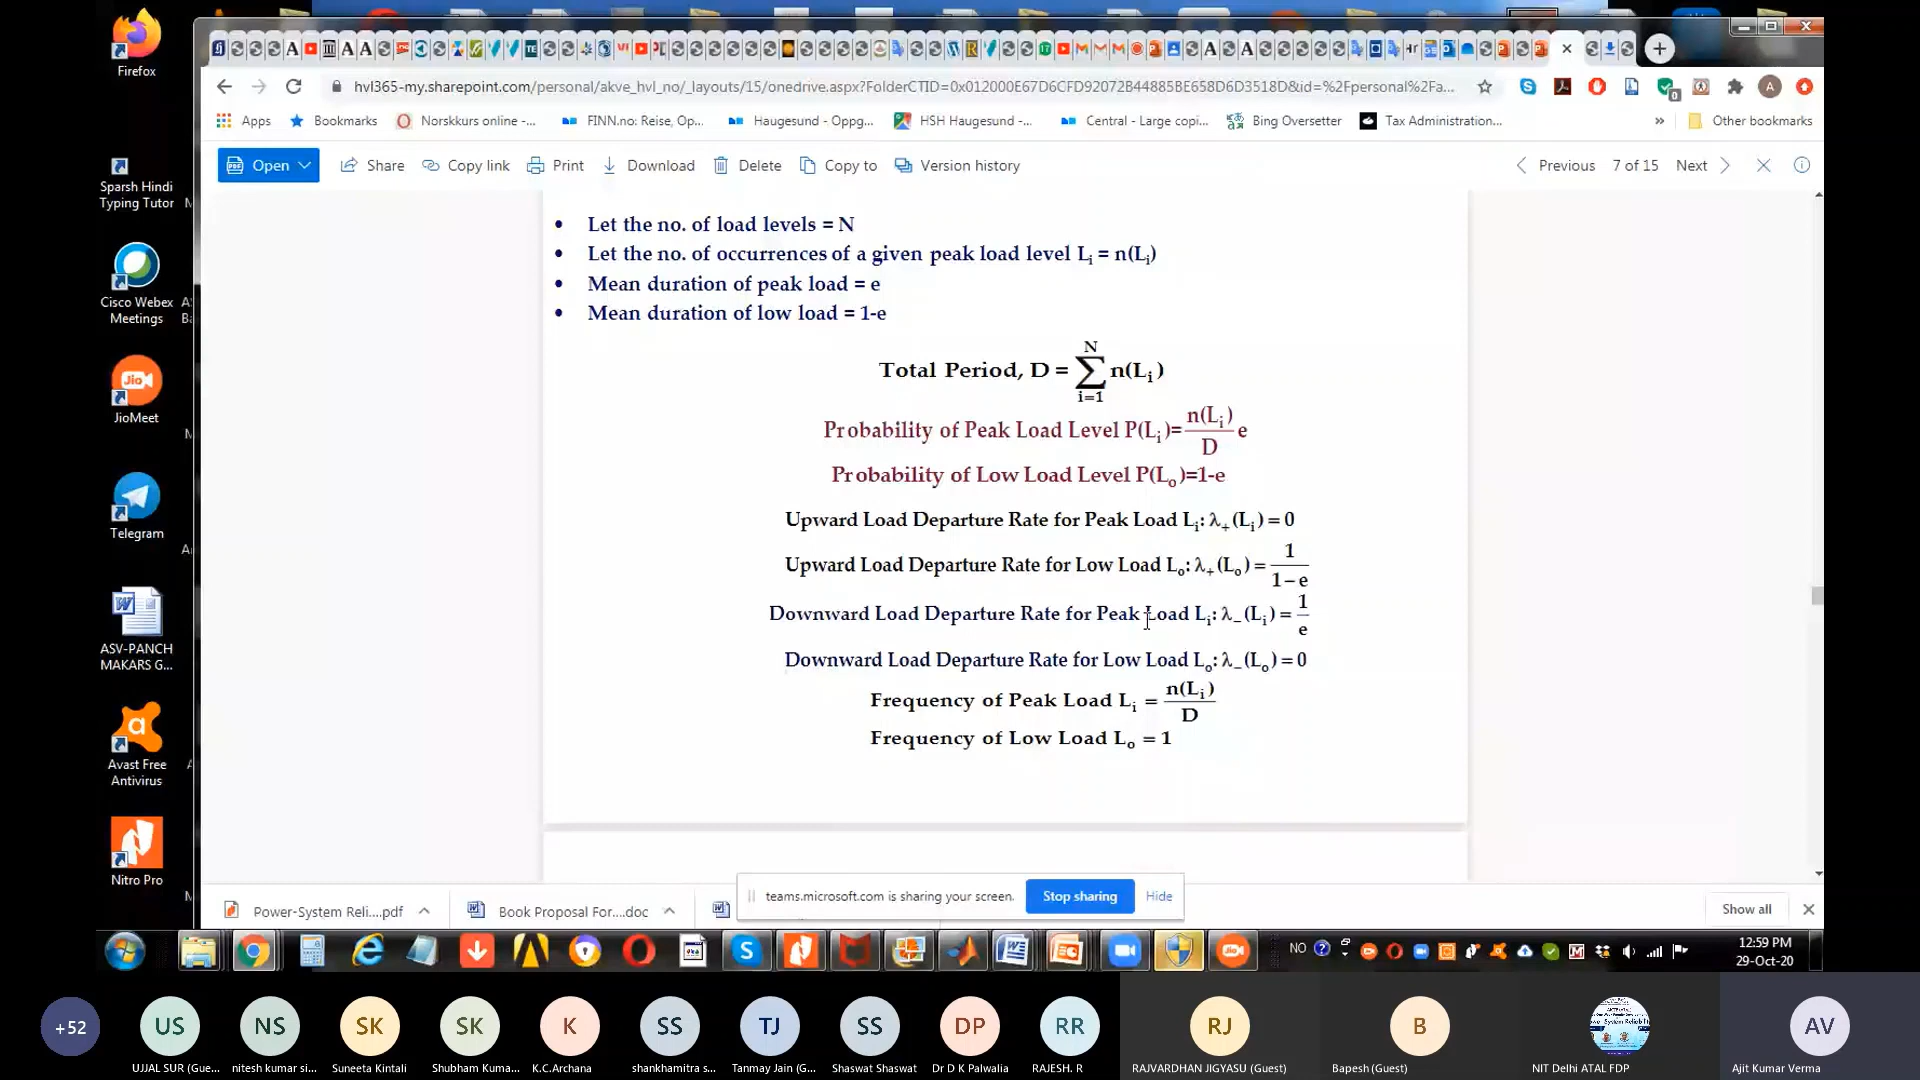 Firefox
hvl365-my.sharepoint.com/personal/akve_hvl_no/_layouts/15/onedrive.aspx?FolderCTID=0x012000E67D6CFD92072B44885BE658D6D3518D&id=%2Fpersonal%2Fa...
Apps Bookmarks Norskkurs online -... FINN.no: Reise, Op... Haugesund - Oppg... HSH Haugesund -... Central - Large copi... Bing Oversetter Tax Administration... » Other bookmarks
Open Share Copy link Print Download Delete Copy to Version history Previous 7 of 15 Next
Sparsh Hindi
Typing Tutor
Cisco Webex
Meetings
JioMeet
Telegram
ASV-PANCH
MAKARS G...
Avast Free
Antivirus
Nitro Pro
• Let the no. of load levels = N
• Let the no. of occurrences of a given peak load level Li = n(Li)
• Mean duration of peak load = e
• Mean duration of low load = 1-e
Total Period, D = ∑ i=1 N n(Li)
Probability of Peak Load Level P(Li)= n(Li)/D e
Probability of Low Load Level P(Lo)=1-e
Upward Load Departure Rate for Peak Load Li: λ+(Li) = 0
Upward Load Departure Rate for Low Load Lo: λ+(Lo) = 1/(1-e)
Downward Load Departure Rate for Peak Load Li: λ-(Li) = 1/e
Downward Load Departure Rate for Low Load Lo: λ-(Lo) = 0
Frequency of Peak Load Li = n(Li)/D
Frequency of Low Load Lo = 1
teams.microsoft.com is sharing your screen. Stop sharing Hide
Power-System Reli....pdf Book Proposal For....doc Show all
NO 12:59 PM
29-Oct-20
+52 US NS SK SK K SS TJ SS DP RR RJ B AV
UJJAL SUR (Gue... nitesh kumar si... Suneeta Kintali Shubham Kuma... K.C.Archana shankhamitra s... Tanmay Jain (G... Shaswat Shaswat Dr D K Palwalia RAJESH. R RAJVARDHAN JIGYASU (Guest) Bapesh (Guest) NIT Delhi ATAL FDP Ajit Kumar Verma